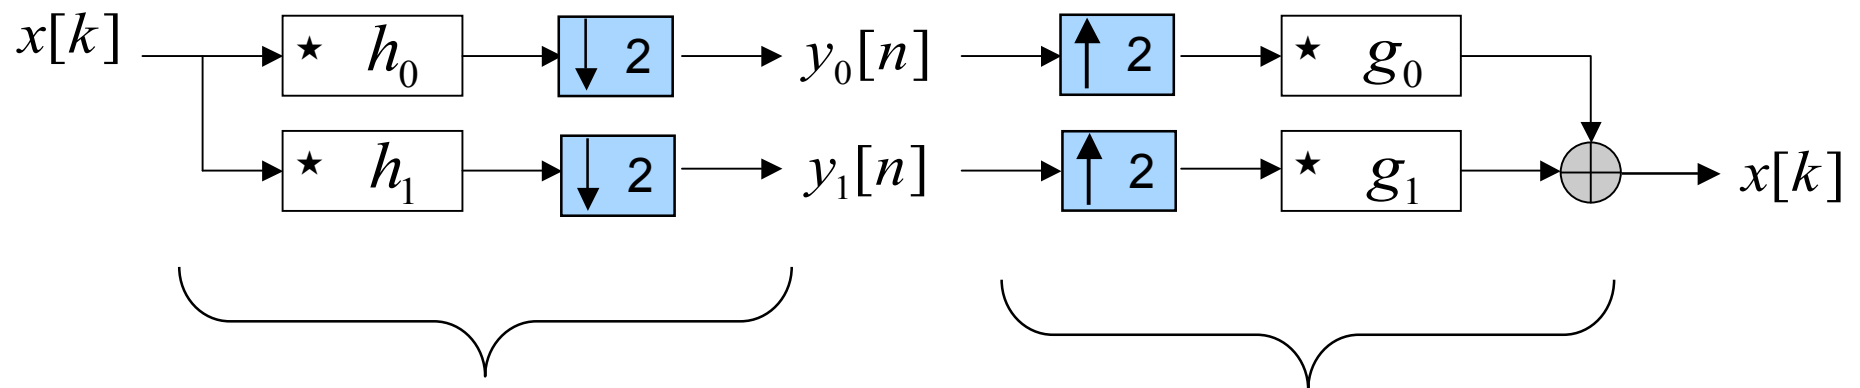 x[k] ★ h₀ ↓ 2 y₀[n] ↑ 2 ★ g₀
★ h₁ ↓ 2 y₁[n] ↑ 2 ★ g₁ x[k]